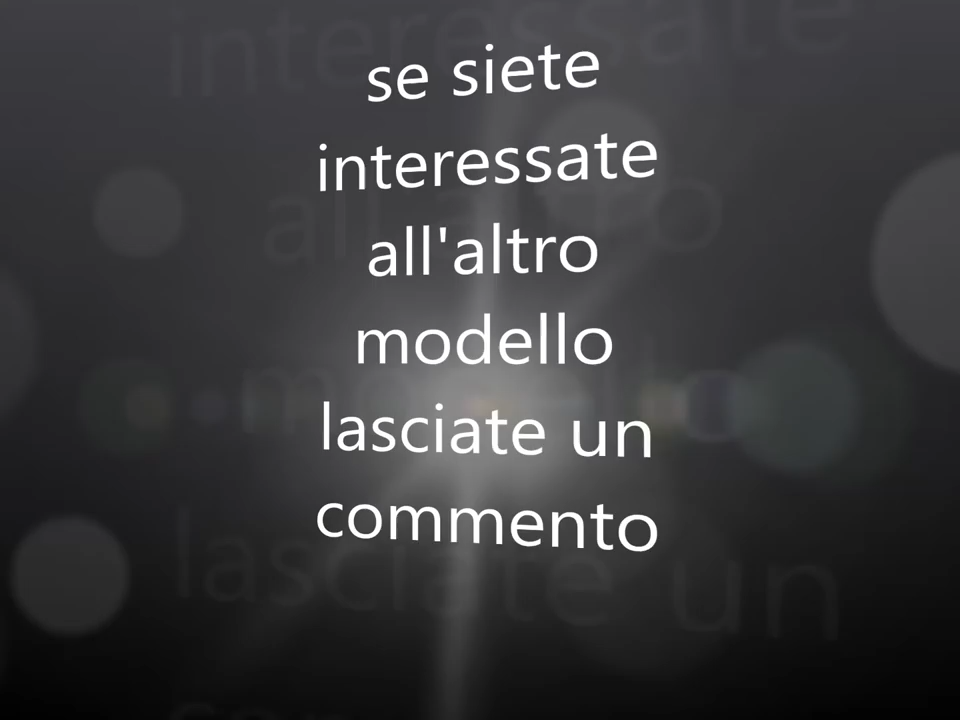 se siete
interessate
all'altro
modello
lasciate un
commento